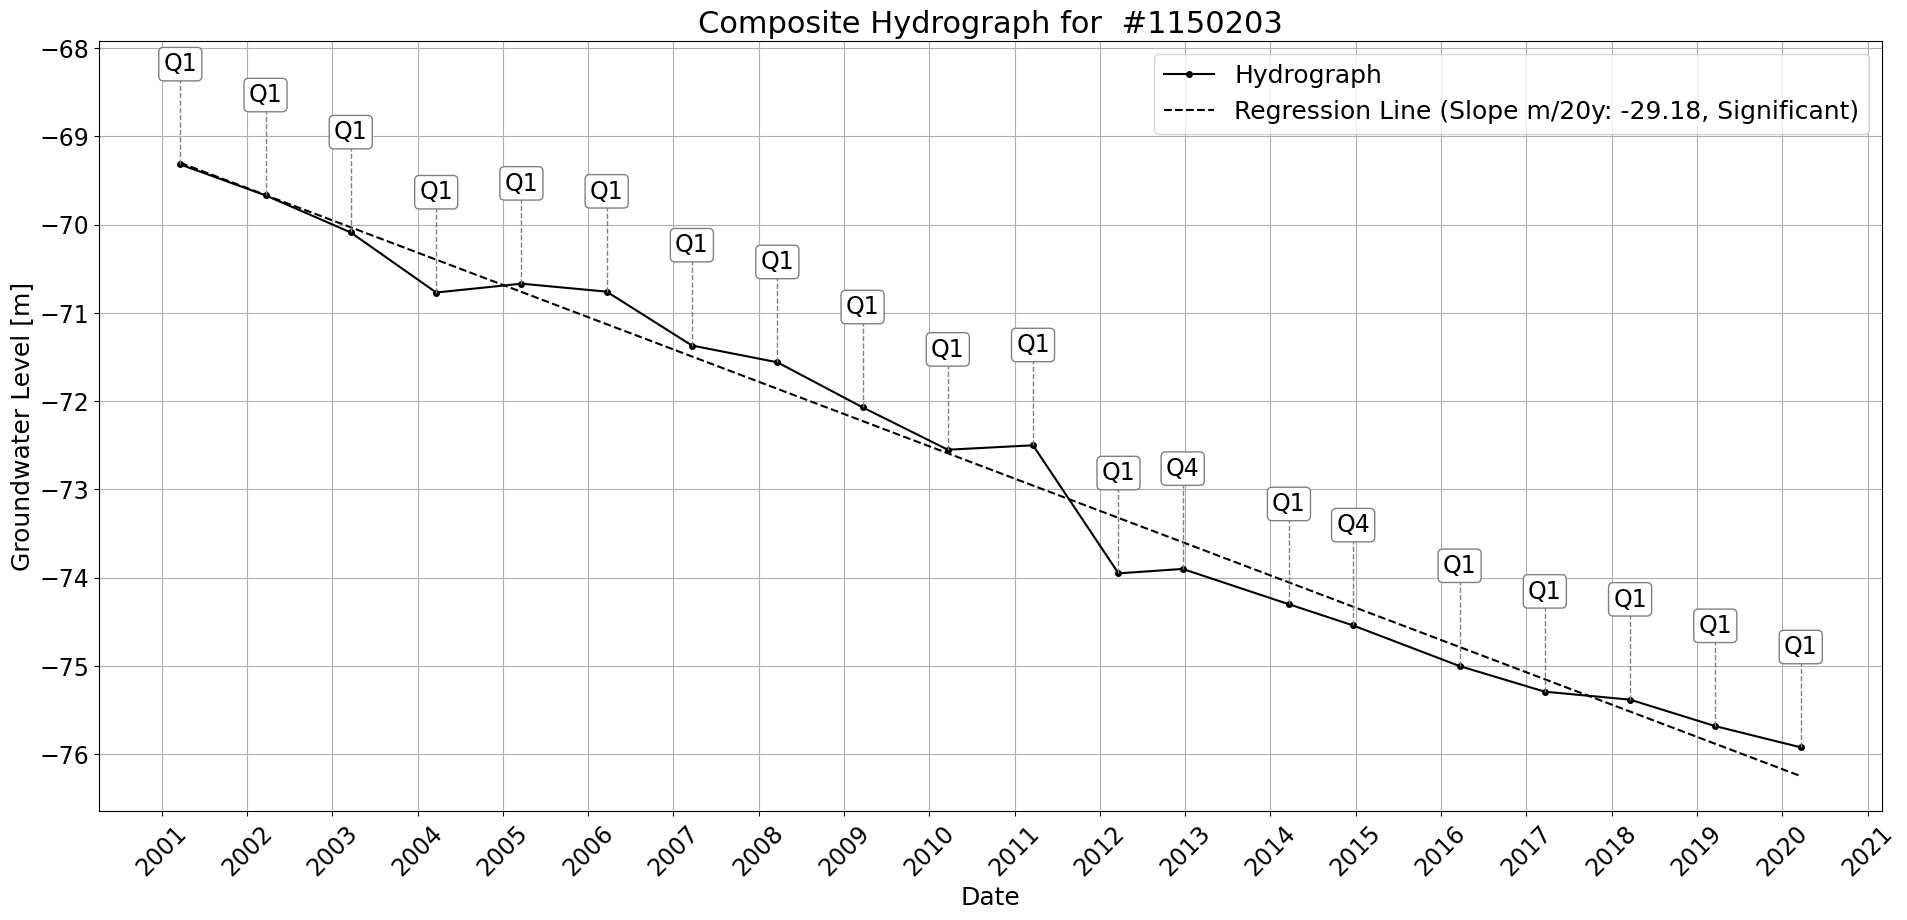 Composite Hydrograph for  #1150203
Hydrograph
Regression Line (Slope m/20y: -29.18, Significant)
Groundwater Level [m]
−68
−69
−70
−71
−72
−73
−74
−75
−76
Q1
Q1
Q1
Q1
Q1
Q1
Q1
Q1
Q1
Q1
Q1
Q1
Q4
Q1
Q4
Q1
Q1
Q1
Q1
Q1
2001
2002
2003
2004
2005
2006
2007
2008
2009
2010
2011
2012
2013
2014
2015
2016
2017
2018
2019
2020
2021
Date